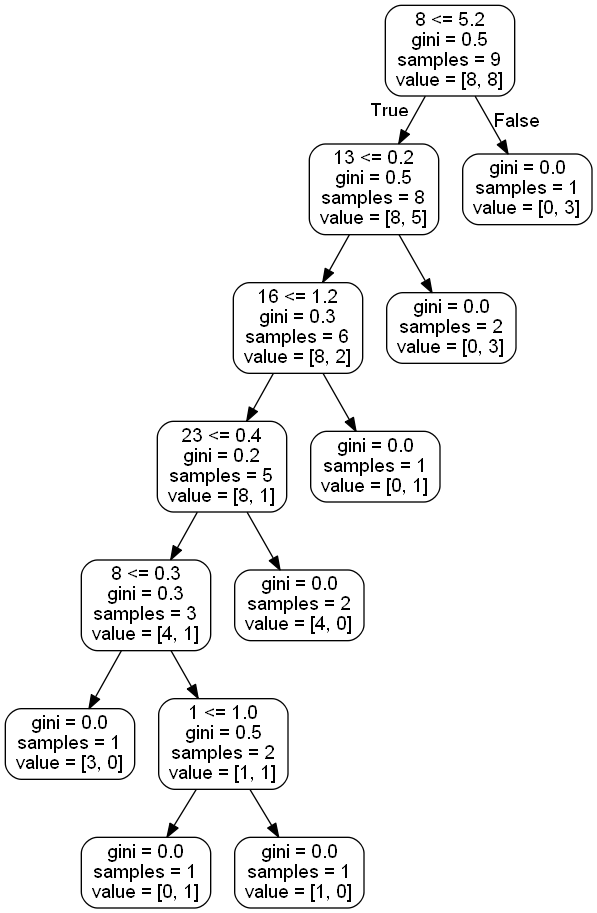 8 <= 5.2
gini = 0.5
samples = 9
value = [8, 8]
True
False
13 <= 0.2
gini = 0.5
samples = 8
value = [8, 5]
gini = 0.0
samples = 1
value = [0, 3]
16 <= 1.2
gini = 0.3
samples = 6
value = [8, 2]
gini = 0.0
samples = 2
value = [0, 3]
23 <= 0.4
gini = 0.2
samples = 5
value = [8, 1]
gini = 0.0
samples = 1
value = [0, 1]
8 <= 0.3
gini = 0.3
samples = 3
value = [4, 1]
gini = 0.0
samples = 2
value = [4, 0]
gini = 0.0
samples = 1
value = [3, 0]
1 <= 1.0
gini = 0.5
samples = 2
value = [1, 1]
gini = 0.0
samples = 1
value = [0, 1]
gini = 0.0
samples = 1
value = [1, 0]